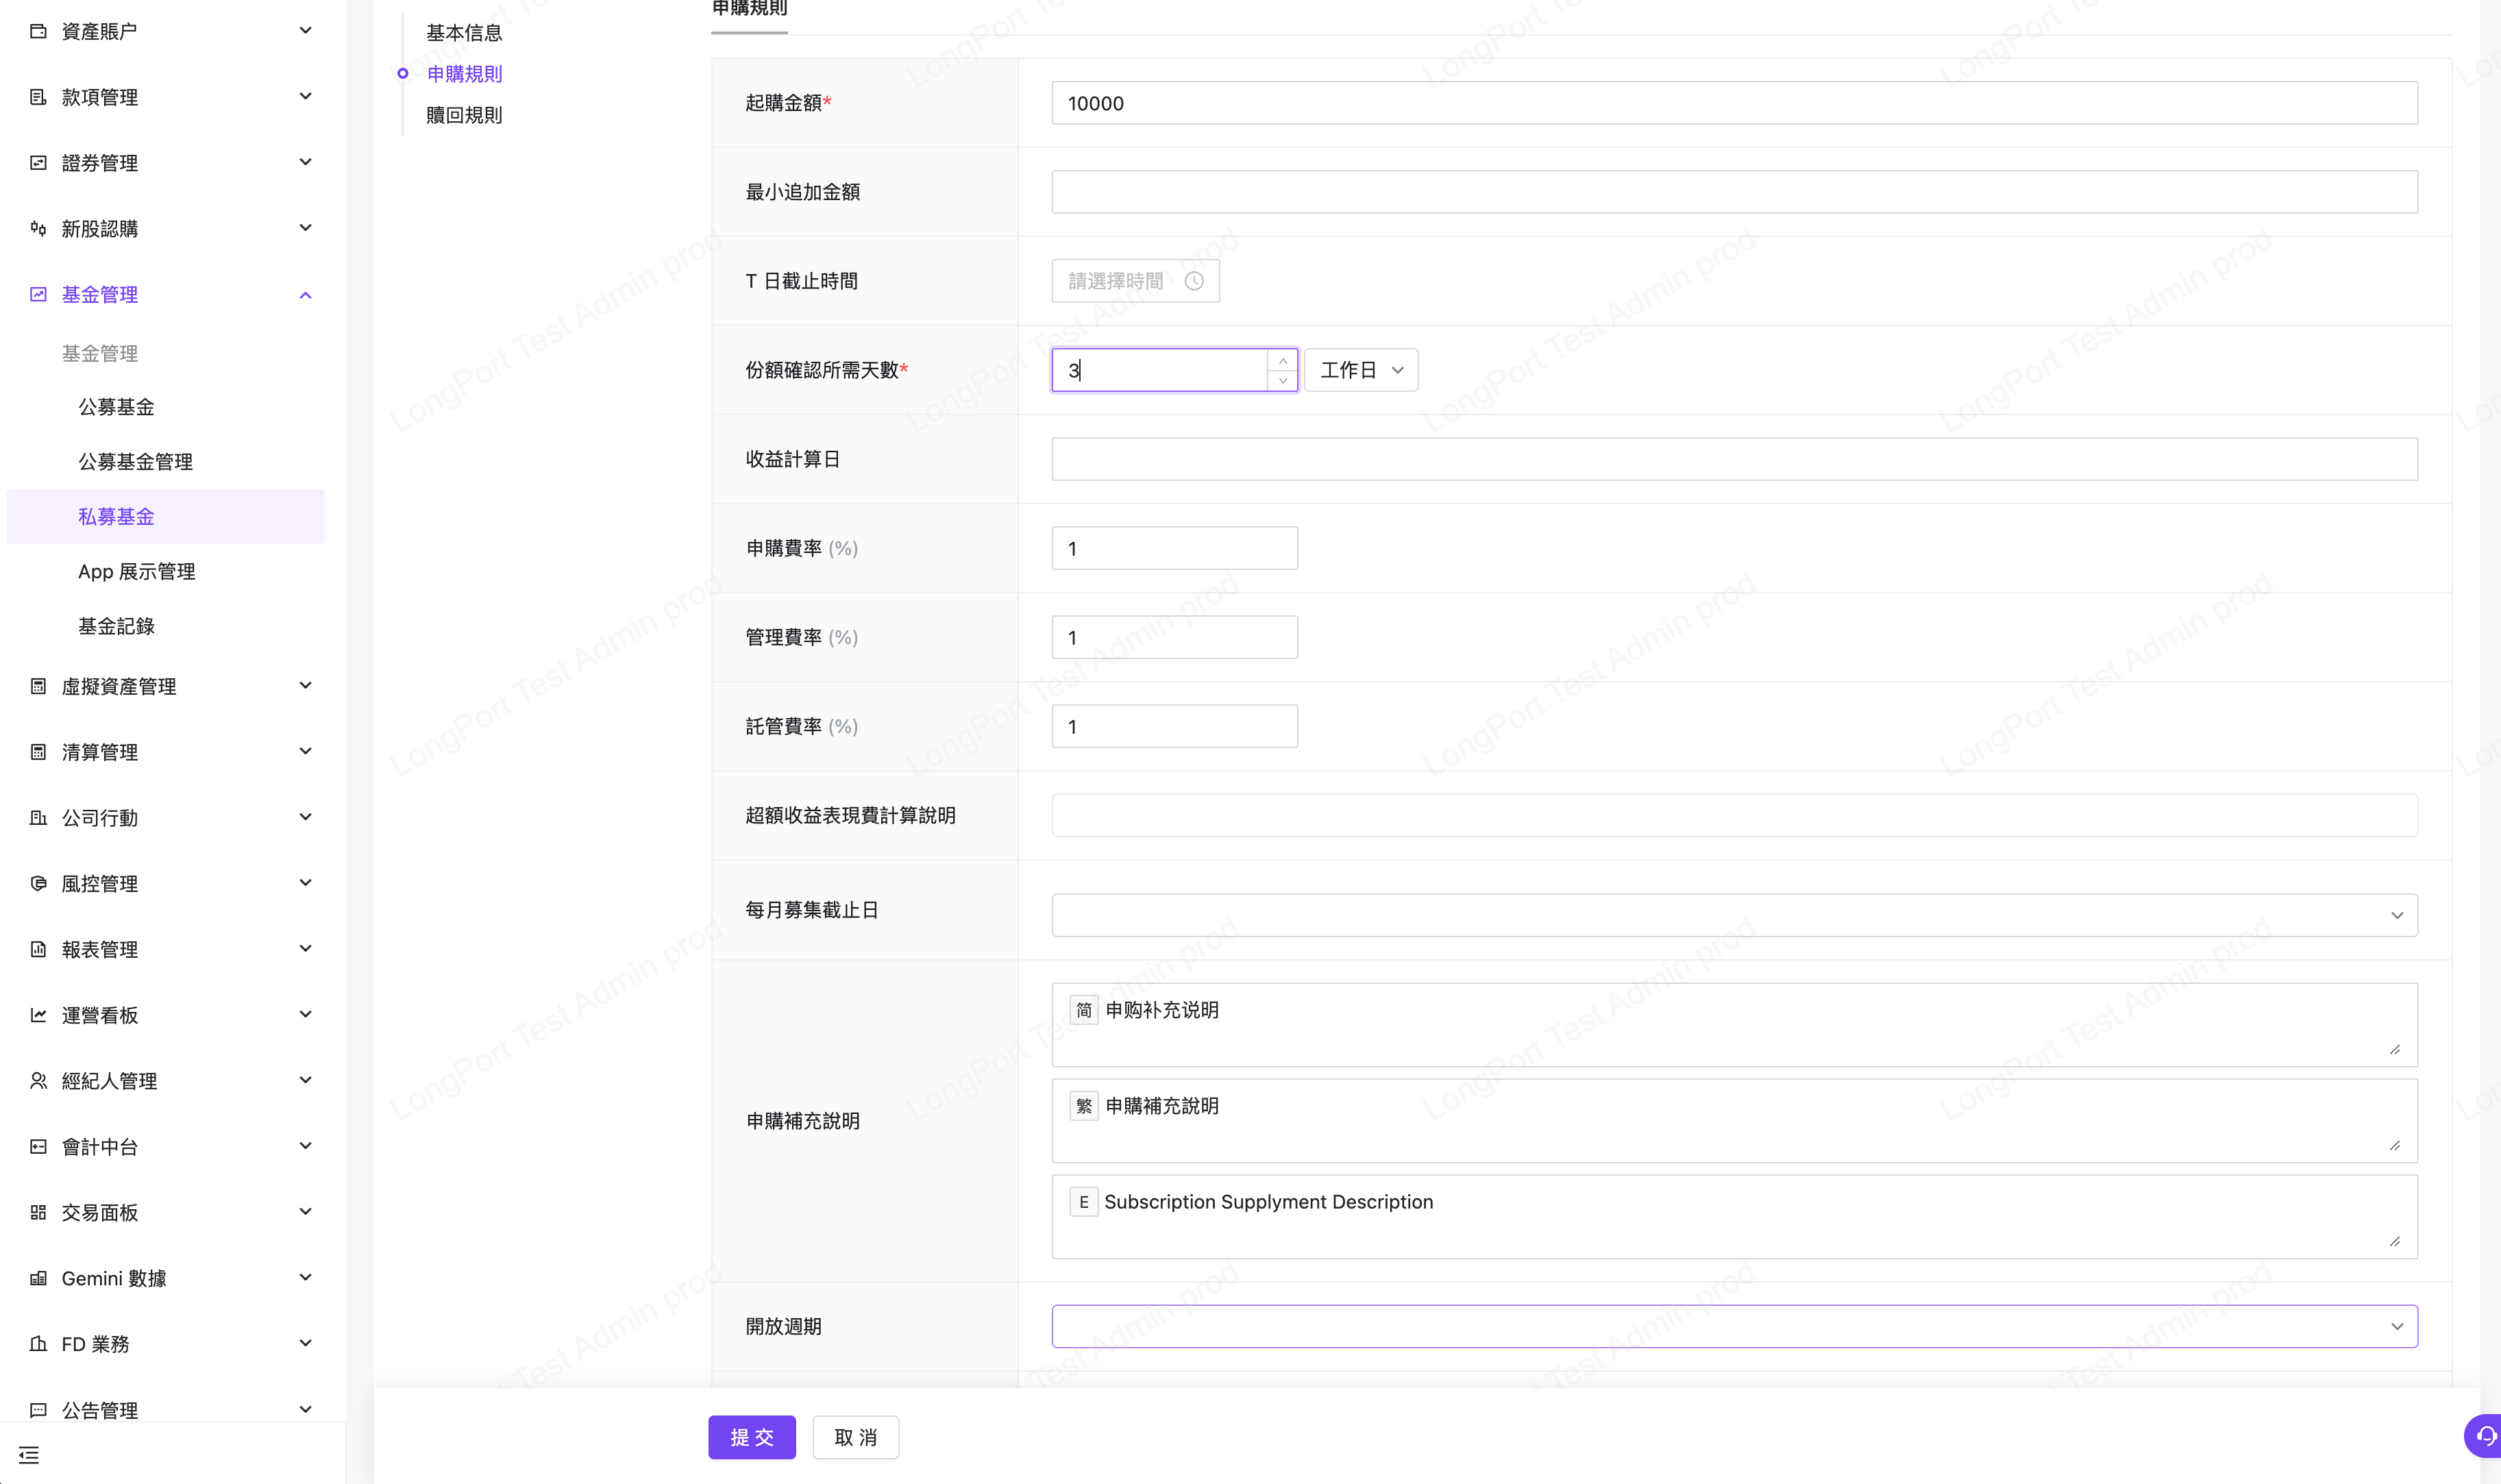 資產賬户
款項管理
證券管理
新股認購
基金管理
基金管理
公募基金
公募基金管理
私募基金
App 展示管理
基金記錄
虛擬資產管理
清算管理
公司行動
風控管理
報表管理
運營看板
經紀人管理
會計中台
交易面板
Gemini 數據
FD 業務
公告管理
基本信息
申購規則
贖回規則
申購規則
起購金額*
10000
最小追加金額
T 日截止時間
請選擇時間
份額確認所需天數*
3
工作日
收益計算日
申購費率 (%)
1
管理費率 (%)
1
託管費率 (%)
1
超額收益表現費計算說明
每月募集截止日
申購補充說明
简 申购补充说明
繁 申購補充說明
E Subscription Supplyment Description
開放週期
提 交
取 消
LongPort Test Admin prod